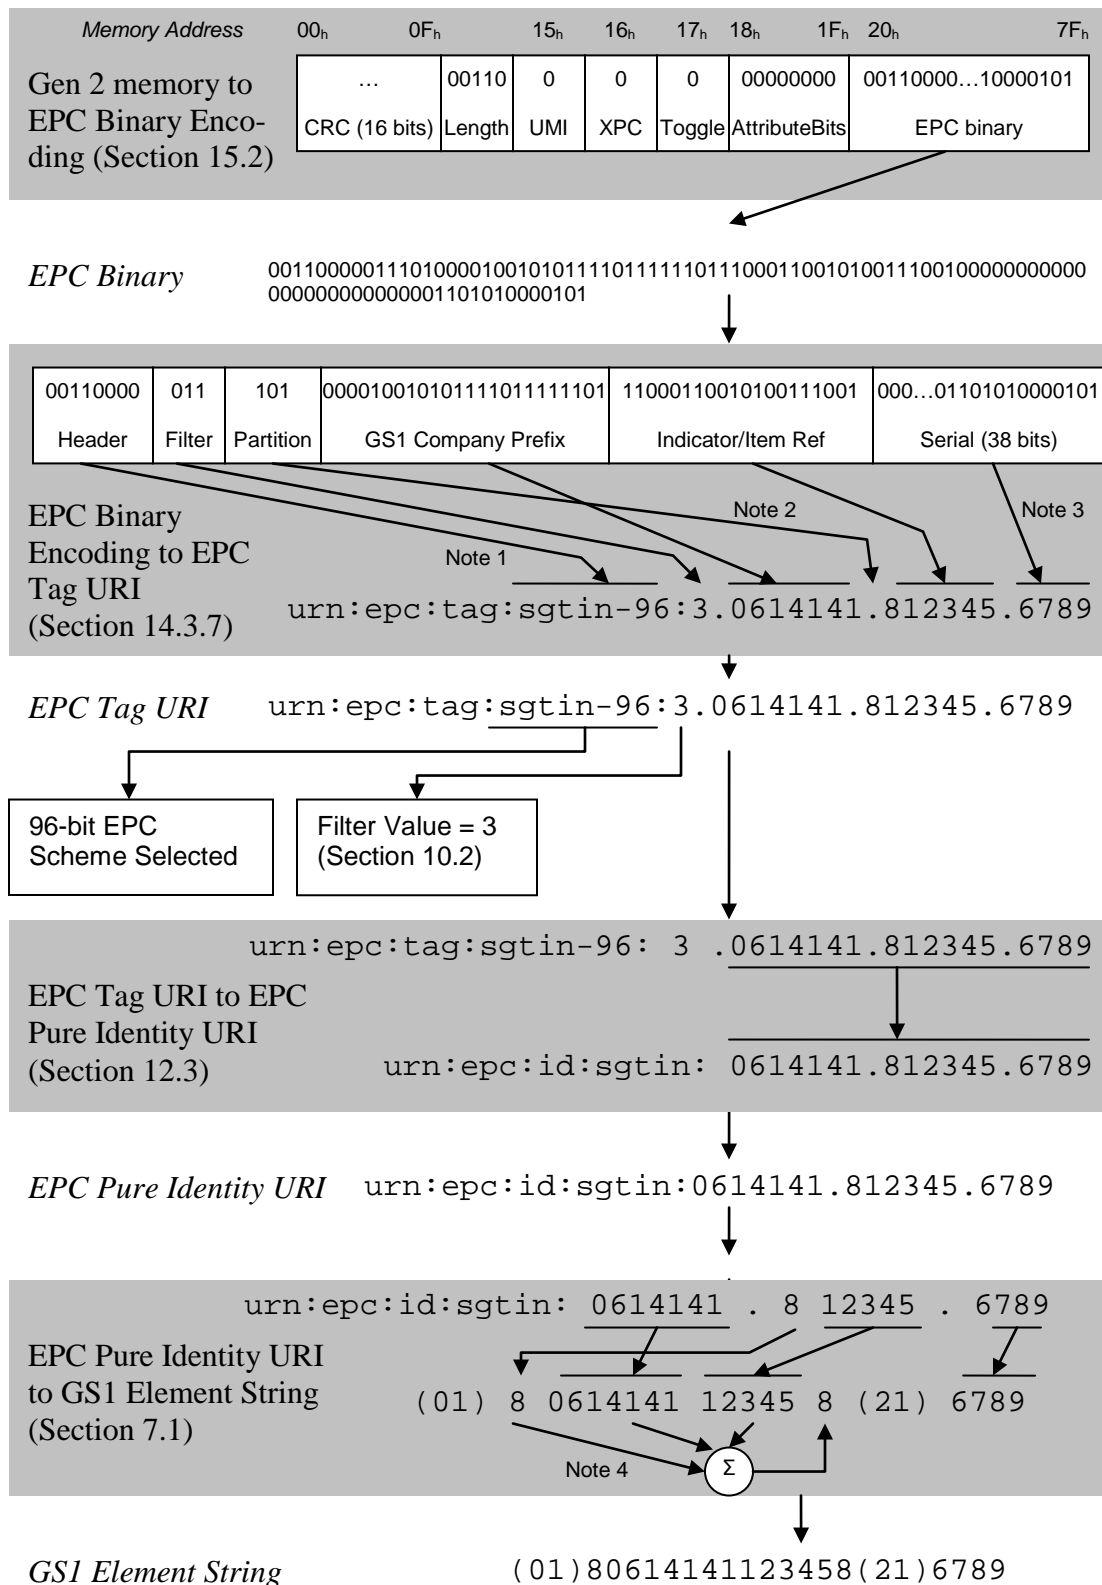 Memory Address 00h 0Fh 15h 16h 17h 18h 1Fh 20h 7Fh
Gen 2 memory to
EPC Binary Enco-
ding (Section 15.2)
… 00110 0 0 0 00000000 00110000…10000101
CRC (16 bits) Length UMI XPC Toggle AttributeBits EPC binary
EPC Binary
001100000111010000100101011110111111101110001100101001110010000000000000
000000000000001101010000101
00110000 011 101 000010010101111011111101 11000110010100111001 000…01101010000101
Header Filter Partition GS1 Company Prefix Indicator/Item Ref Serial (38 bits)
EPC Binary
Encoding to EPC
Tag URI
(Section 14.3.7)
Note 1 Note 2 Note 3
urn:epc:tag:sgtin-96:3.0614141.812345.6789
EPC Tag URI urn:epc:tag:sgtin-96:3.0614141.812345.6789
96-bit EPC
Scheme Selected
Filter Value = 3
(Section 10.2)
urn:epc:tag:sgtin-96: 3 .0614141.812345.6789
EPC Tag URI to EPC
Pure Identity URI
(Section 12.3)
urn:epc:id:sgtin: 0614141.812345.6789
EPC Pure Identity URI urn:epc:id:sgtin:0614141.812345.6789
urn:epc:id:sgtin: 0614141 . 8 12345 . 6789
EPC Pure Identity URI
to GS1 Element String
(Section 7.1)
(01) 8 0614141 12345 8 (21) 6789
Note 4 Σ
GS1 Element String (01)80614141123458(21)6789